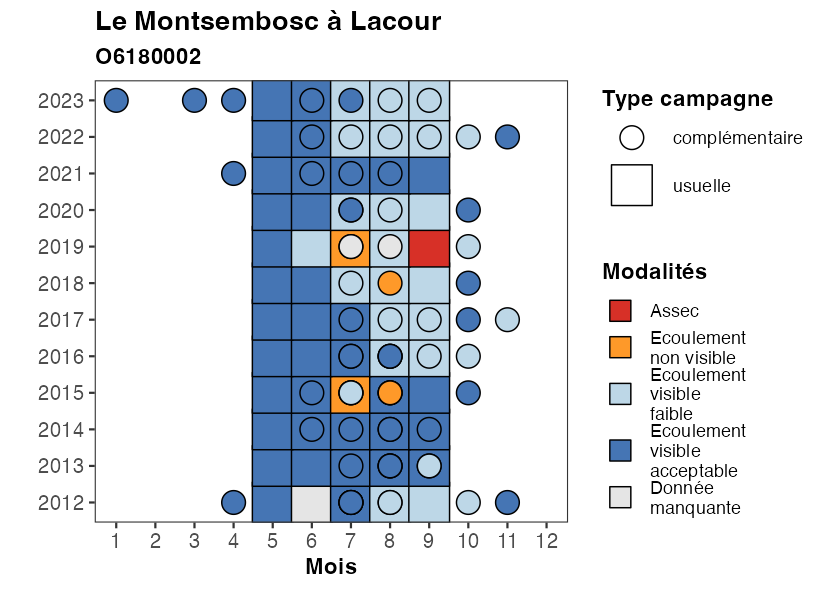 Le Montsembosc à Lacour
O6180002
2023
2022
2021
2020
2019
2018
2017
2016
2015
2014
2013
2012
1 2 3 4 5 6 7 8 9 10 11 12
Mois
Type campagne
complémentaire
usuelle
Modalités
Assec
Ecoulement
non visible
Ecoulement
visible
faible
Ecoulement
visible
acceptable
Donnée
manquante